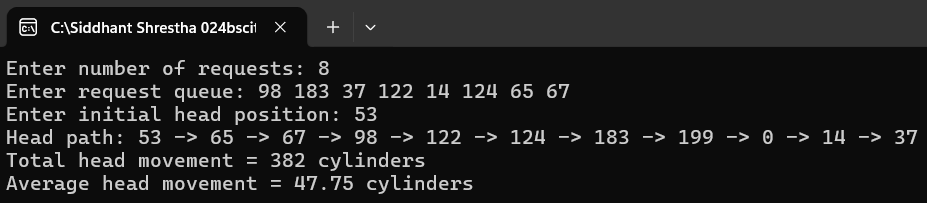 C:\Siddhant Shrestha 024bscit
Enter number of requests: 8
Enter request queue: 98 183 37 122 14 124 65 67
Enter initial head position: 53
Head path: 53 -> 65 -> 67 -> 98 -> 122 -> 124 -> 183 -> 199 -> 0 -> 14 -> 37
Total head movement = 382 cylinders
Average head movement = 47.75 cylinders